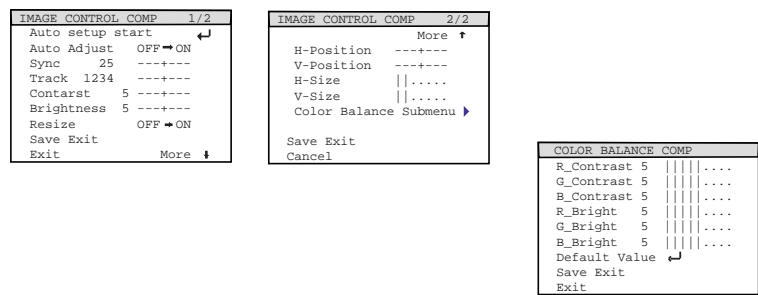 IMAGE CONTROL COMP 1/2
Auto setup start ↵
Auto Adjust OFF→ON
Sync 25 ---+---
Track 1234 ---+---
Contarst 5 ---+---
Brightness 5 ---+---
Resize OFF→ON
Save Exit
Exit More ↓
IMAGE CONTROL COMP 2/2
More ↑
H-Position ---+---
V-Position ---+---
H-Size ||.....
V-Size ||.....
Color Balance Submenu ▶
Save Exit
Cancel
COLOR BALANCE COMP
R_Contrast 5 |||||....
G_Contrast 5 |||||....
B_Contrast 5 |||||....
R_Bright 5 |||||....
G_Bright 5 |||||....
B_Bright 5 |||||....
Default Value ↵
Save Exit
Exit